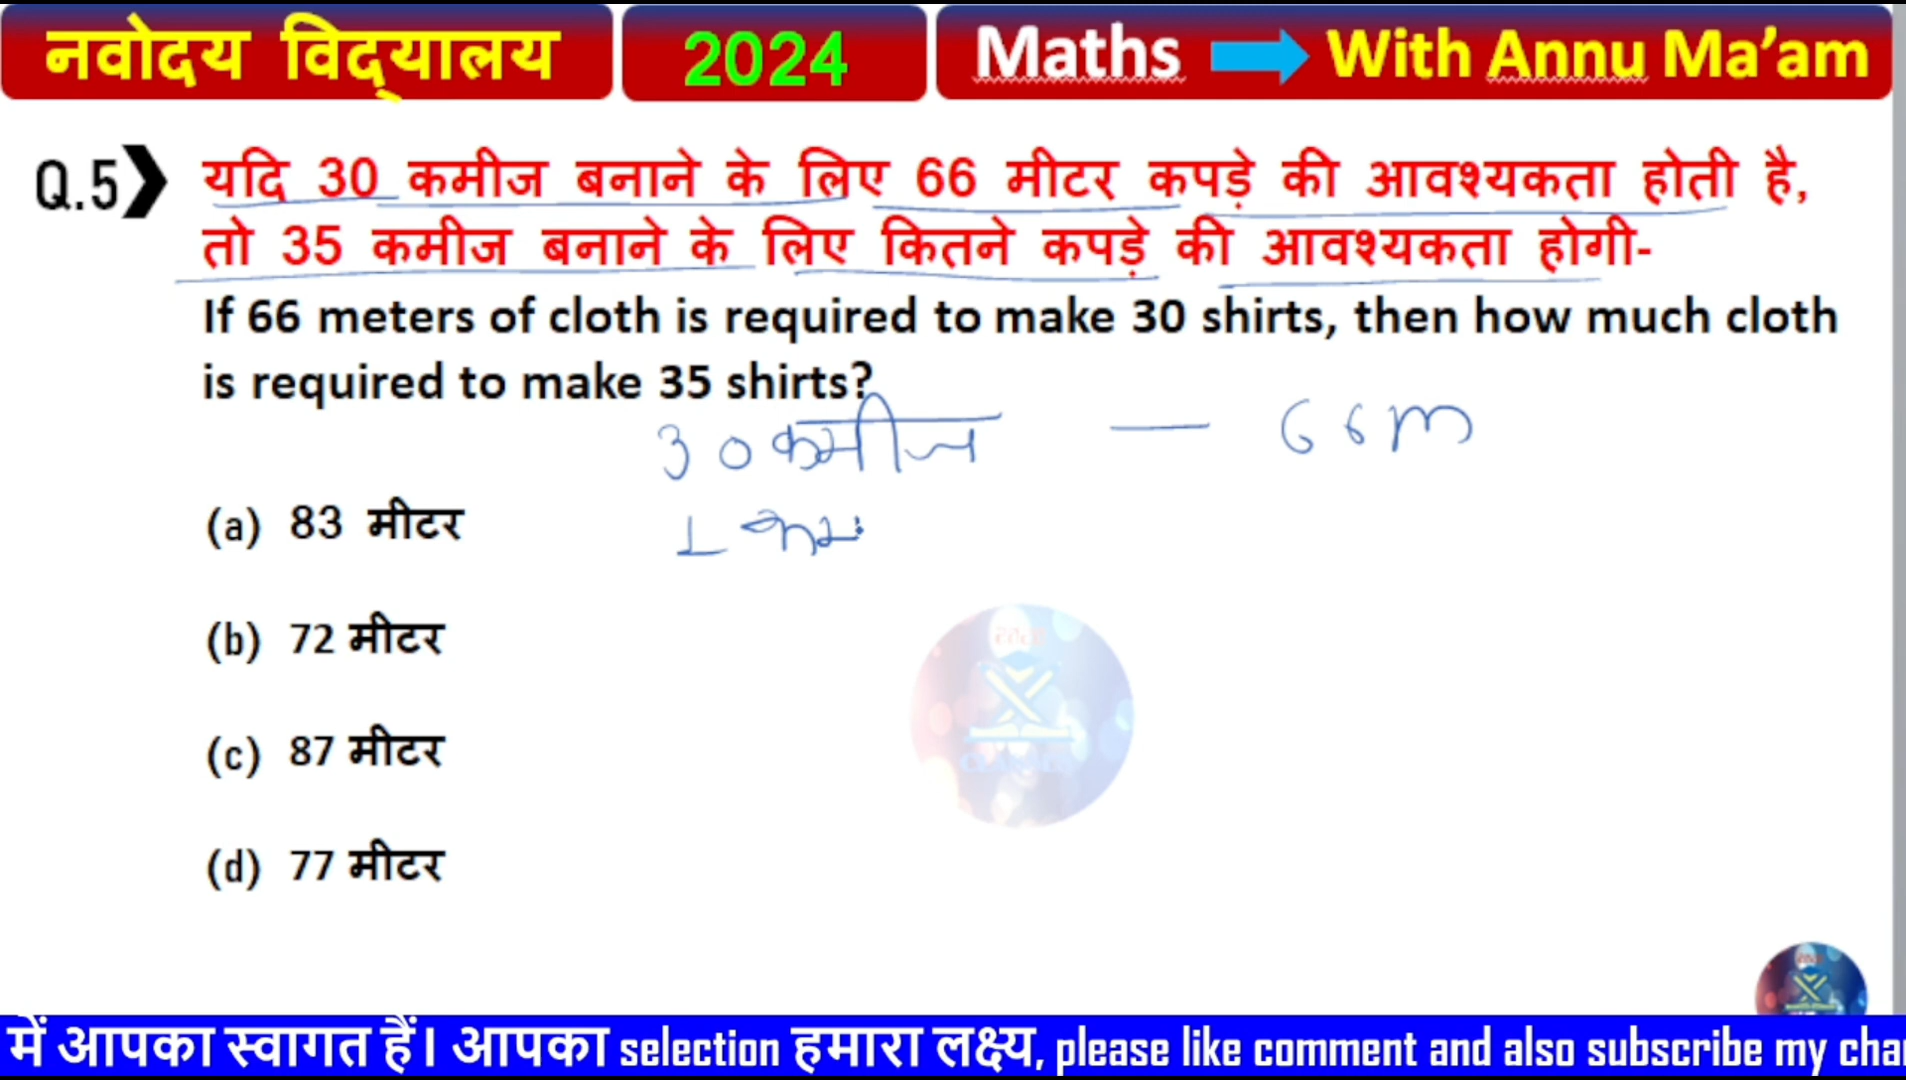 नवोदय विद्यालय 2024 Maths With Annu Ma’am
Q.5 यदि 30 कमीज बनाने के लिए 66 मीटर कपड़े की आवश्यकता होती है,
तो 35 कमीज बनाने के लिए कितने कपड़े की आवश्यकता होगी-
If 66 meters of cloth is required to make 30 shirts, then how much cloth
is required to make 35 shirts?
30 कमीज — 66m
(a) 83 मीटर
1 कम
(b) 72 मीटर
(c) 87 मीटर
(d) 77 मीटर
में आपका स्वागत हैं। आपका selection हमारा लक्ष्य, please like comment and also subscribe my cha